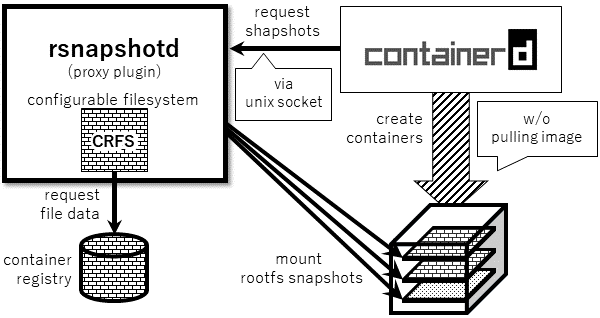 rsnapshotd
(proxy plugin)
configurable filesystem
CRFS
request
shapshots
via
unix socket
containerd
create
containers
w/o
pulling image
request
file data
container
registry
mount
rootfs snapshots